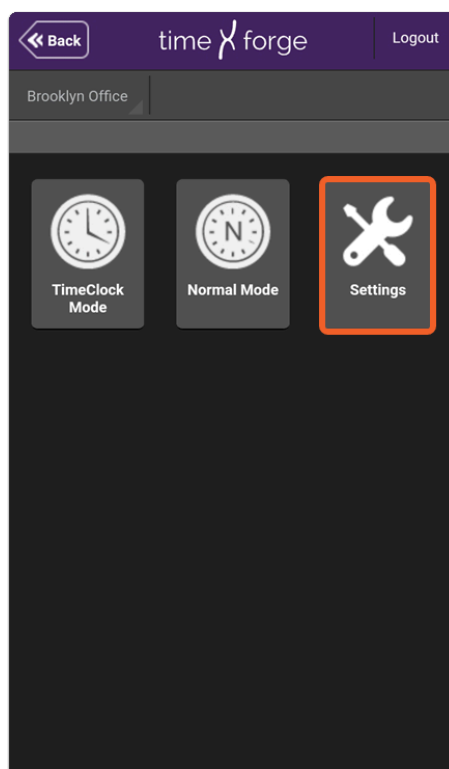 Back
time forge
Logout
Brooklyn Office
N
TimeClock
Mode
Normal Mode
Settings